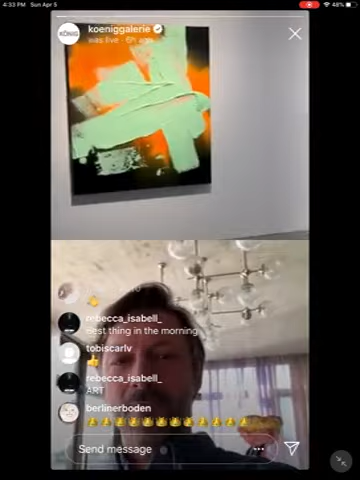 4:33 PM Sun Apr 5
48%
KÖNIG
koeniggalerie
was live · 6h ago
rebecca_isabell_
Best thing in the morning
tobiscarlv
rebecca_isabell_
ART
berlinerboden
Send message